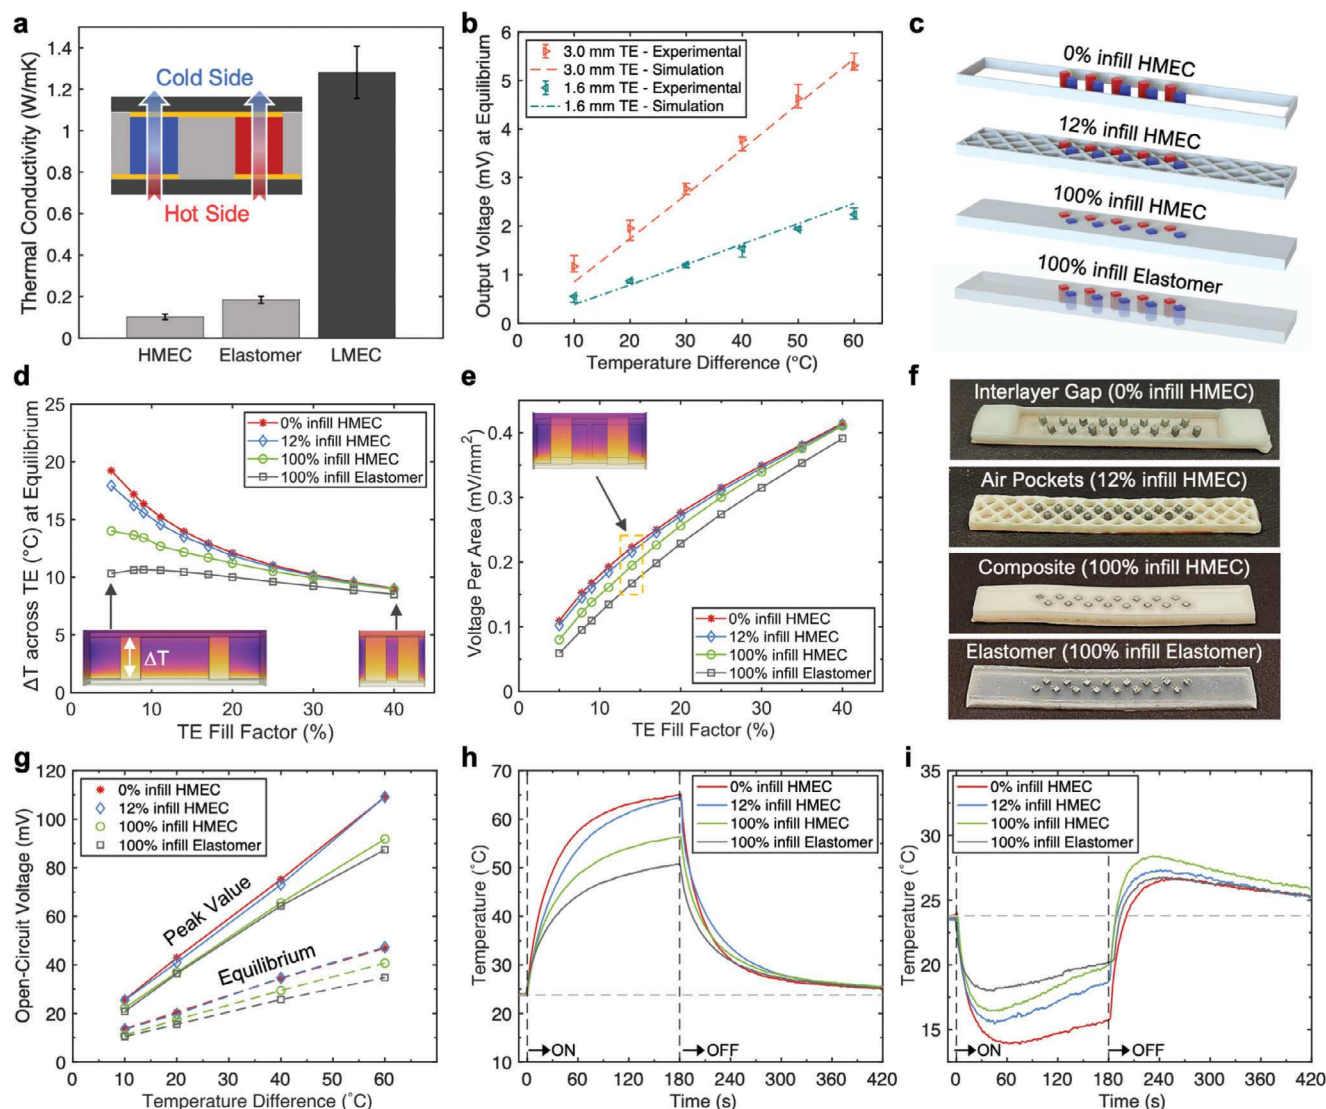 a
Thermal Conductivity (W/mK)
1.4
1.2
1
0.8
0.6
0.4
0.2
0
Cold Side
Hot Side
HMEC
Elastomer
LMEC
b
Output Voltage (mV) at Equilibrium
6
5
4
3
2
1
0
3.0 mm TE - Experimental
3.0 mm TE - Simulation
1.6 mm TE - Experimental
1.6 mm TE - Simulation
10 20 30 40 50 60
Temperature Difference (°C)
c
0% infill HMEC
12% infill HMEC
100% infill HMEC
100% infill Elastomer
d
ΔT across TE (°C) at Equilibrium
25
20
15
10
5
0
0% infill HMEC
12% infill HMEC
100% infill HMEC
100% infill Elastomer
ΔT
0 10 20 30 40
TE Fill Factor (%)
e
Voltage Per Area (mV/mm²)
0.4
0.3
0.2
0.1
0
0% infill HMEC
12% infill HMEC
100% infill HMEC
100% infill Elastomer
0 10 20 30 40
TE Fill Factor (%)
f
Interlayer Gap (0% infill HMEC)
Air Pockets (12% infill HMEC)
Composite (100% infill HMEC)
Elastomer (100% infill Elastomer)
g
Open-Circuit Voltage (mV)
120
100
80
60
40
20
0
0% infill HMEC
12% infill HMEC
100% infill HMEC
100% infill Elastomer
Peak Value
Equilibrium
10 20 30 40 50 60
Temperature Difference (°C)
h
Temperature (°C)
70
60
50
40
30
20
10
0% infill HMEC
12% infill HMEC
100% infill HMEC
100% infill Elastomer
ON
OFF
0 60 120 180 240 300 360 420
Time (s)
i
Temperature (°C)
35
30
25
20
15
0% infill HMEC
12% infill HMEC
100% infill HMEC
100% infill Elastomer
ON
OFF
0 60 120 180 240 300 360 420
Time (s)